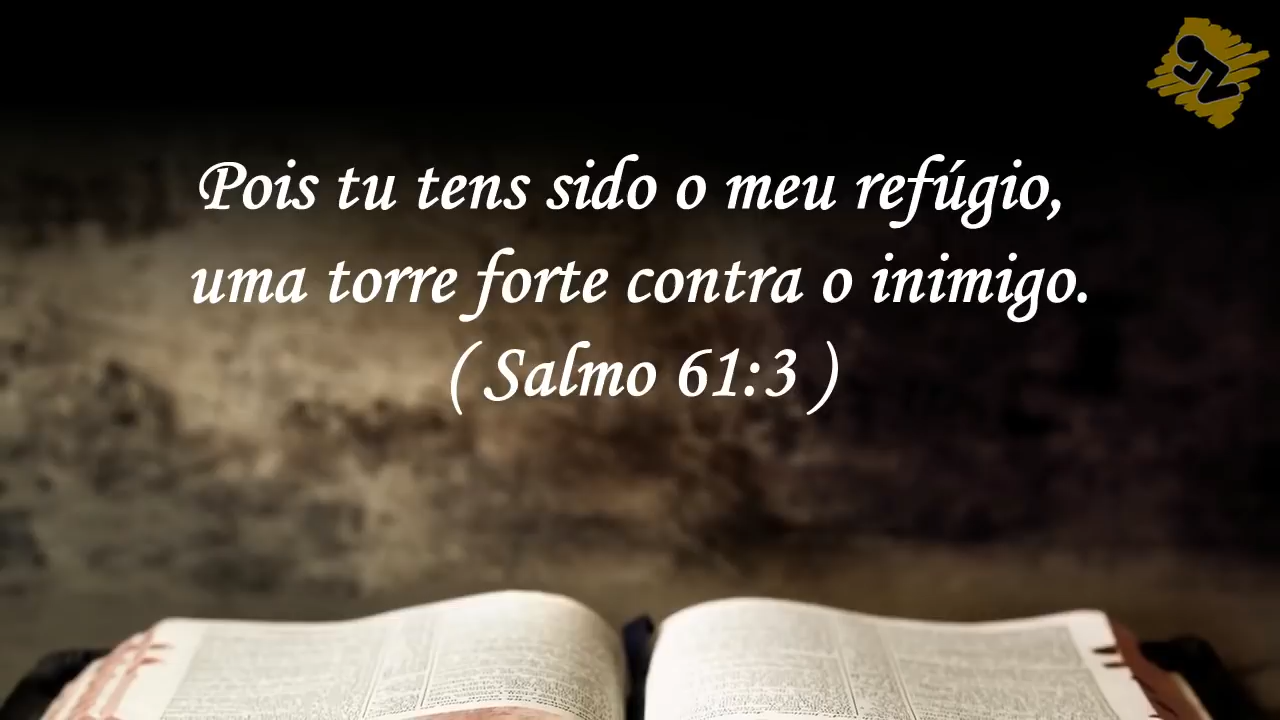 Pois tu tens sido o meu refúgio,
uma torre forte contra o inimigo.
( Salmo 61:3 )